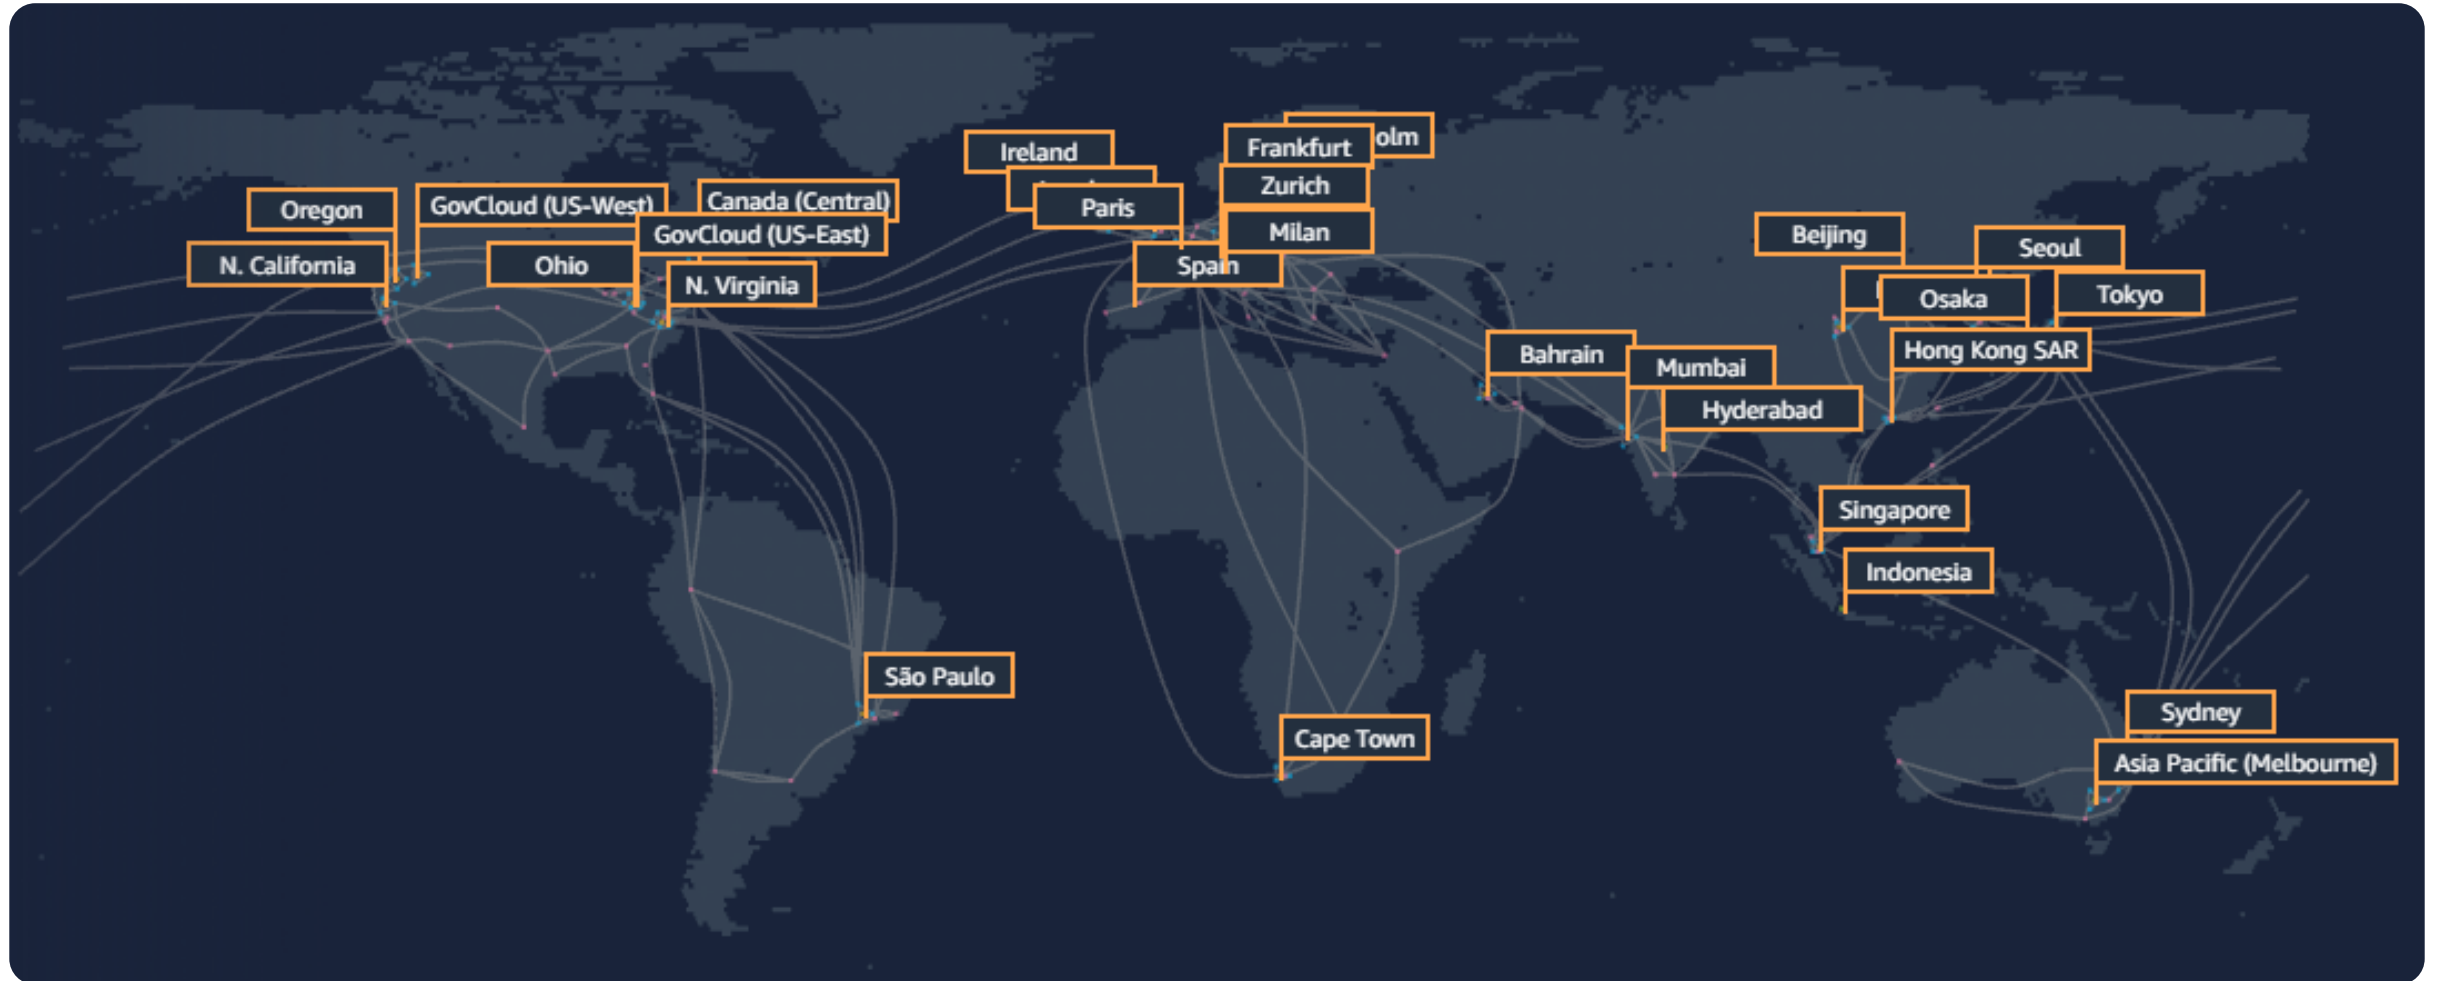 Ireland
Frankfurt
olm
Zurich
Oregon
GovCloud (US-West)
Canada (Central)
Paris
GovCloud (US-East)
Milan
Beijing
Seoul
N. California
Ohio
N. Virginia
Spain
Osaka
Tokyo
Bahrain
Mumbai
Hong Kong SAR
Hyderabad
Singapore
Indonesia
São Paulo
Cape Town
Sydney
Asia Pacific (Melbourne)